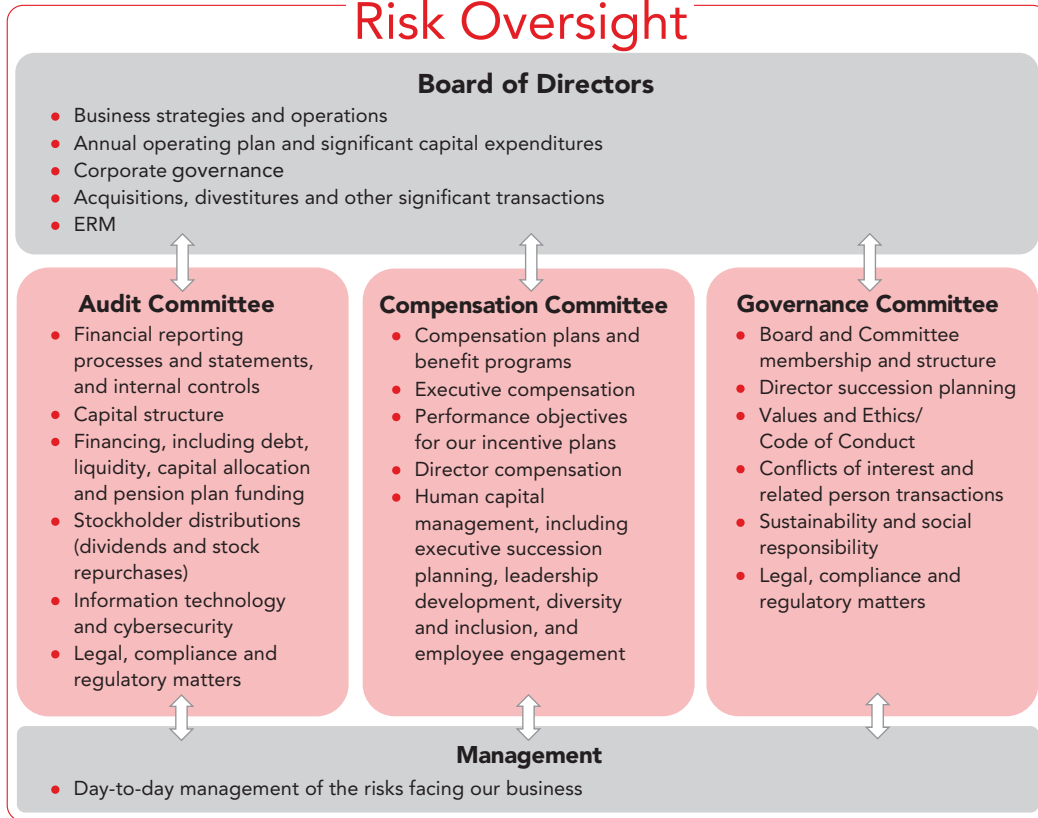 Risk Oversight
Board of Directors
• Business strategies and operations
• Annual operating plan and significant capital expenditures
• Corporate governance
• Acquisitions, divestitures and other significant transactions
• ERM
Audit Committee
• Financial reporting
processes and statements,
and internal controls
• Capital structure
• Financing, including debt,
liquidity, capital allocation
and pension plan funding
• Stockholder distributions
(dividends and stock
repurchases)
• Information technology
and cybersecurity
• Legal, compliance and
regulatory matters
Compensation Committee
• Compensation plans and
benefit programs
• Executive compensation
• Performance objectives
for our incentive plans
• Director compensation
• Human capital
management, including
executive succession
planning, leadership
development, diversity
and inclusion, and
employee engagement
Governance Committee
• Board and Committee
membership and structure
• Director succession planning
• Values and Ethics/
Code of Conduct
• Conflicts of interest and
related person transactions
• Sustainability and social
responsibility
• Legal, compliance and
regulatory matters
Management
• Day-to-day management of the risks facing our business